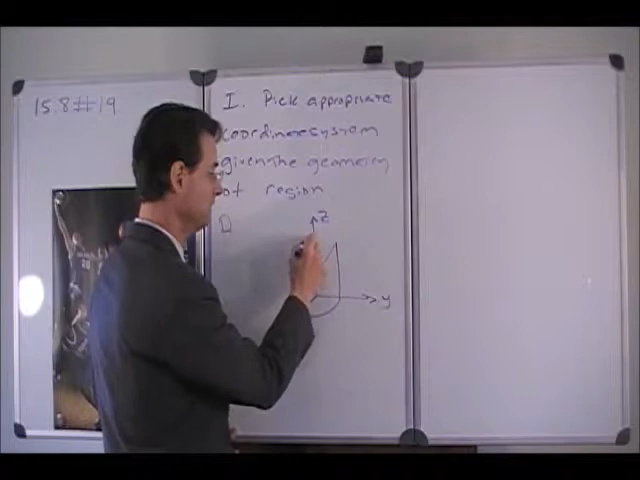 15.8 # 19
I. Pick appropriate
coordinate system
given the geometry
of region
D
z
y